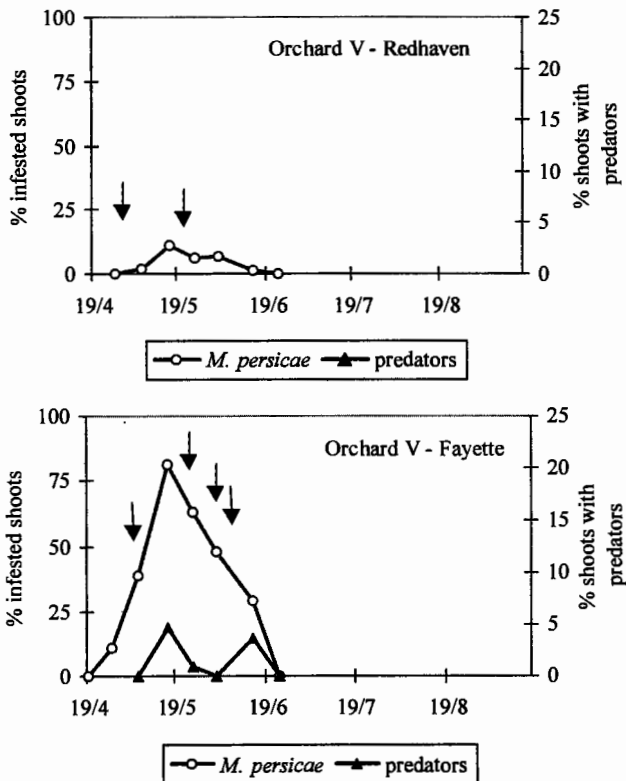 Orchard V - Redhaven
% infested shoots
100
75
50
25
0
% shoots with
predators
25
20
15
10
5
0
19/4 19/5 19/6 19/7 19/8
M. persicae predators
Orchard V - Fayette
% infested shoots
100
75
50
25
0
% shoots with
predators
25
20
15
10
5
0
19/4 19/5 19/6 19/7 19/8
M. persicae predators